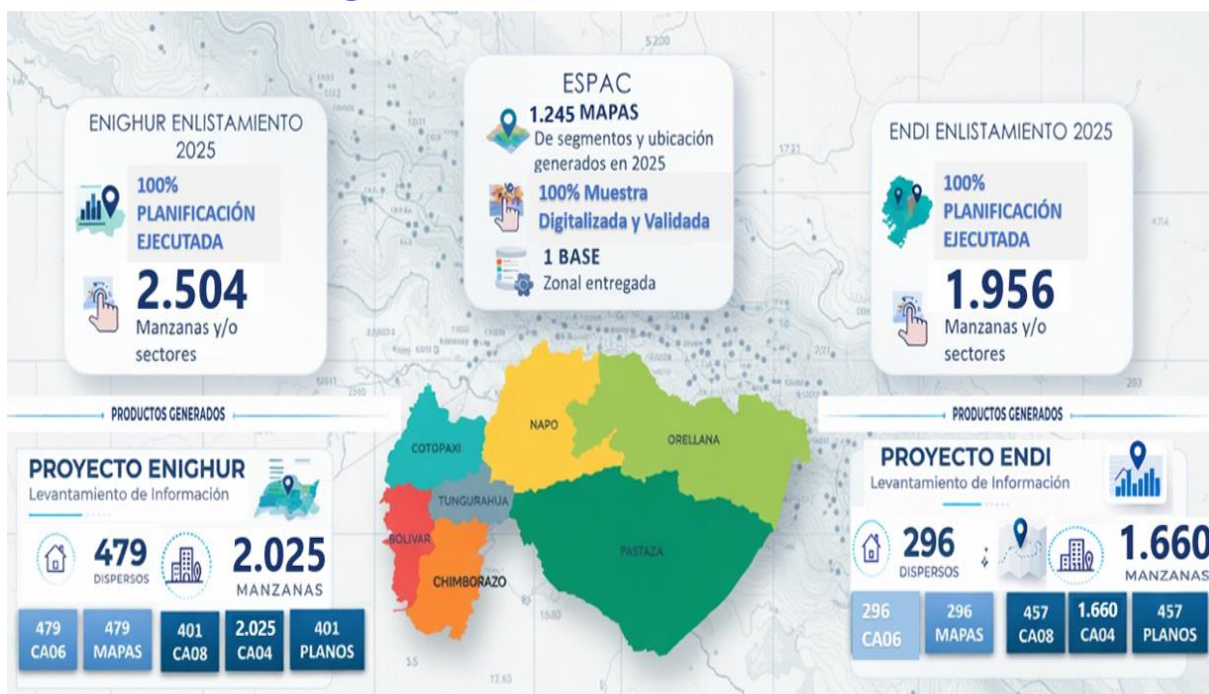 ENIGHUR ENLISTAMIENTO
2025
100%
PLANIFICACIÓN
EJECUTADA
2.504
Manzanas y/o
sectores
ESPAC
1.245 MAPAS
De segmentos y ubicación
generados en 2025
100% Muestra
Digitalizada y Validada
1 BASE
Zonal entregada
ENDI ENLISTAMIENTO 2025
100%
PLANIFICACIÓN
EJECUTADA
1.956
Manzanas y/o
sectores
PRODUCTOS GENERADOS
PROYECTO ENIGHUR
Levantamiento de Información
479
DISPERSOS
2.025
MANZANAS
479
CA06
479
MAPAS
401
CA08
2.025
CA04
401
PLANOS
COTOPAXI
NAPO
ORELLANA
TUNGURAHUA
BOLIVAR
PASTAZA
CHIMBORAZO
PRODUCTOS GENERADOS
PROYECTO ENDI
Levantamiento de Información
296
DISPERSOS
1.660
MANZANAS
296
CA06
296
MAPAS
457
CA08
1.660
CA04
457
PLANOS
5200
1731